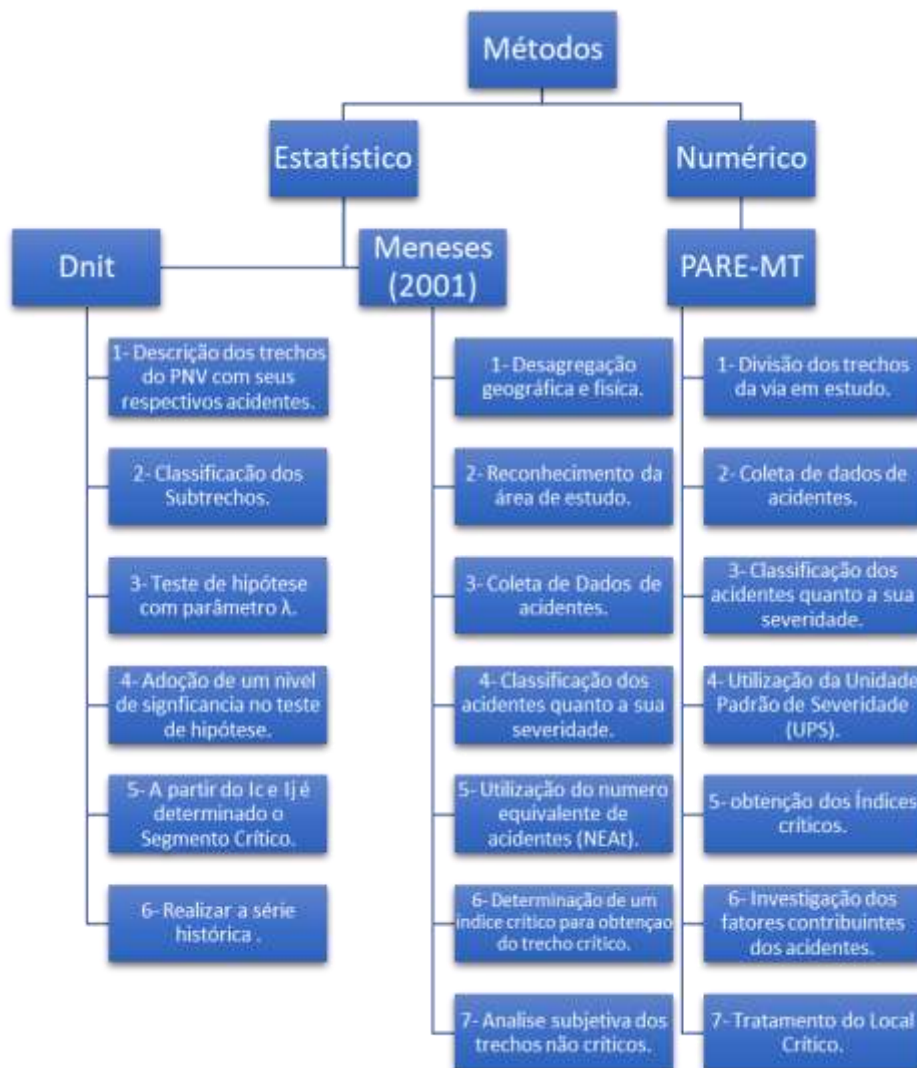 Métodos
Estatístico
Numérico
Dnit
Meneses
(2001)
PARE-MT
1- Descrição dos trechos
do PNV com seus
respectivos acidentes.
2- Classificacão dos
Subtrechos.
3- Teste de hipótese
com parâmetro λ.
4- Adoção de um nivel
de signficancia no teste
de hipótese.
5- A partir do Ic e Ij é
determinado o
Segmento Crítico.
6- Realizar a série
histórica .
1- Desagregação
geográfica e fisíca.
2- Reconhecimento da
área de estudo.
3- Coleta de Dados de
acidentes.
4- Classificação dos
acidentes quanto a sua
severidade.
5- Utilização do numero
equivalente de
acidentes (NEAt).
6- Determinação de um
indice crítico para obtençao
do trecho crítico.
7- Analise subjetiva dos
trechos não criticos.
1- Divisão dos trechos
da via em estudo.
2- Coleta de dados de
acidentes.
3- Classificação dos
acidentes quanto a sua
severidade.
4- Utilização da Unidade
Padrão de Severidade
(UPS).
5- obtenção dos Índices
críticos.
6- Investigação dos
fatores contribuintes
dos acidentes.
7- Tratamento do Local
Crítico.